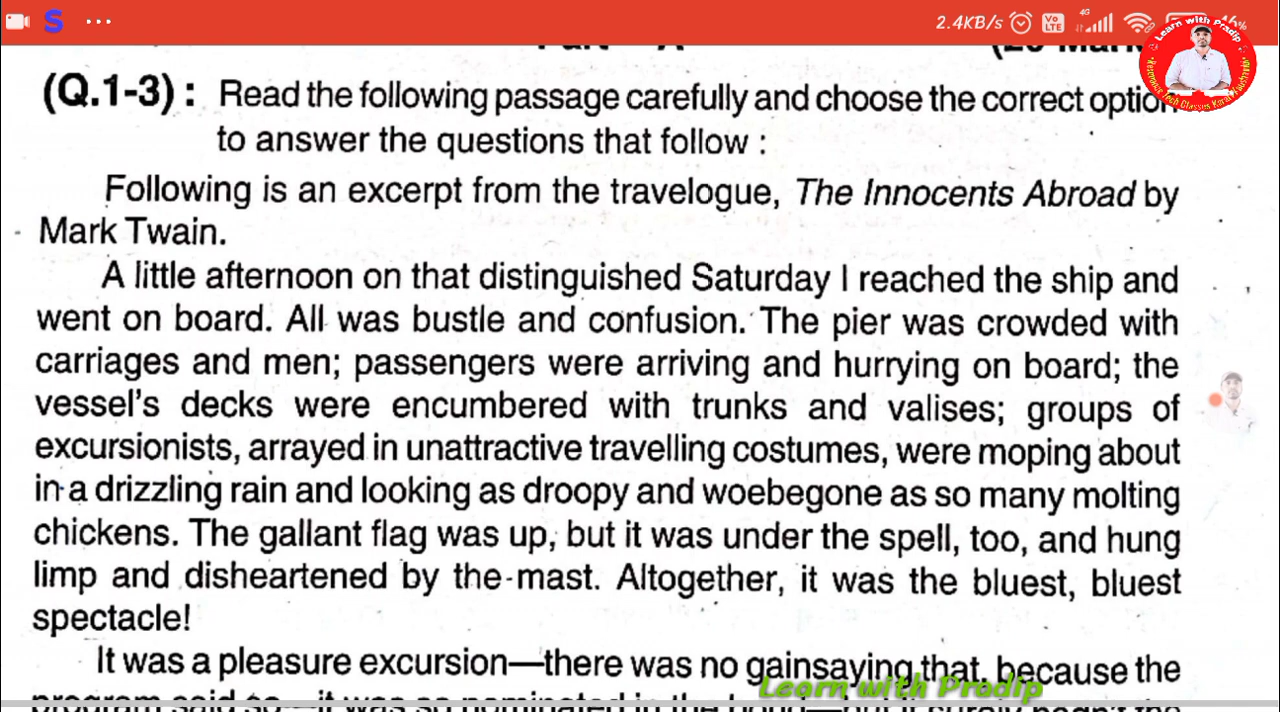 S ... 2.4KB/s Vo LTE 4G
(Q.1-3) : Read the following passage carefully and choose the correct option
to answer the questions that follow :
Following is an excerpt from the travelogue, The Innocents Abroad by
Mark Twain.
A little afternoon on that distinguished Saturday I reached the ship and
went on board. All was bustle and confusion. The pier was crowded with
carriages and men; passengers were arriving and hurrying on board; the
vessel's decks were encumbered with trunks and valises; groups of
excursionists, arrayed in unattractive travelling costumes, were moping about
in a drizzling rain and looking as droopy and woebegone as so many molting
chickens. The gallant flag was up, but it was under the spell, too, and hung
limp and disheartened by the mast. Altogether, it was the bluest, bluest
spectacle!
It was a pleasure excursion—there was no gainsaying that, because the
Learn with Pradip
Learn with Pradip